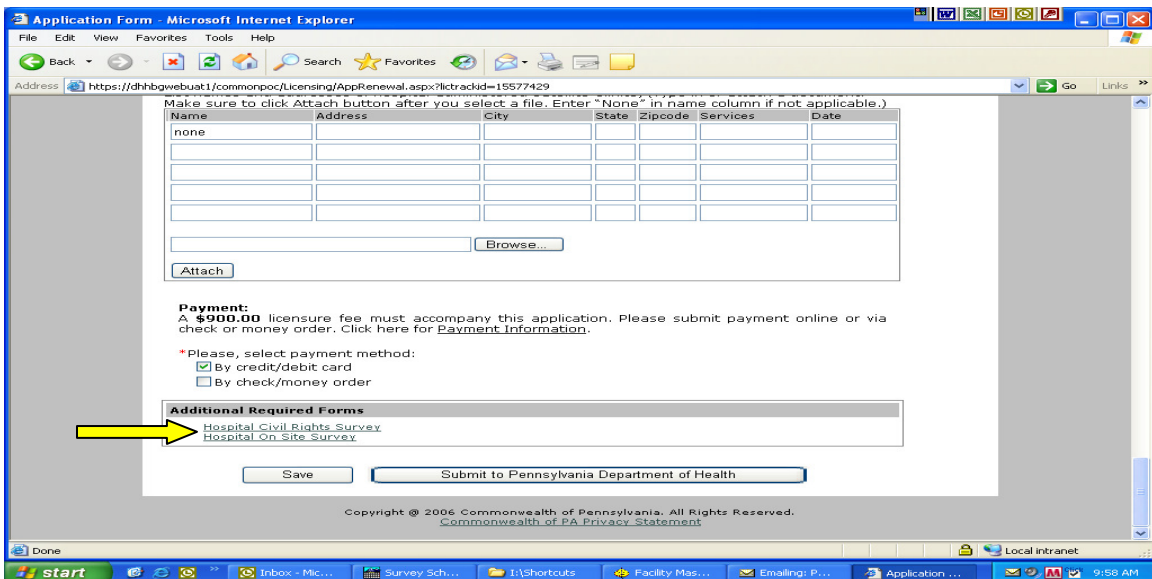 Application Form - Microsoft Internet Explorer
File Edit View Favorites Tools Help
Back Search Favorites
Address https://dhhbgwebuat1/commonpoc/Licensing/AppRenewal.aspx?lictrackid=15577429 Go Links »
Make sure to click Attach button after you select a file. Enter "None" in name column if not applicable.)
Name Address City State Zipcode Services Date
none
Browse...
Attach
Payment:
A $900.00 licensure fee must accompany this application. Please submit payment online or via
check or money order. Click here for Payment Information.
*Please, select payment method:
By credit/debit card
By check/money order
Additional Required Forms
Hospital Civil Rights Survey
Hospital On Site Survey
Save Submit to Pennsylvania Department of Health
Copyright @ 2006 Commonwealth of Pennsylvania. All Rights Reserved.
Commonwealth of PA Privacy Statement
Done Local intranet
start » Inbox - Mic... Survey Sch... I:\Shortcuts Facility Mas... Emailing: P... Application ... 9:58 AM